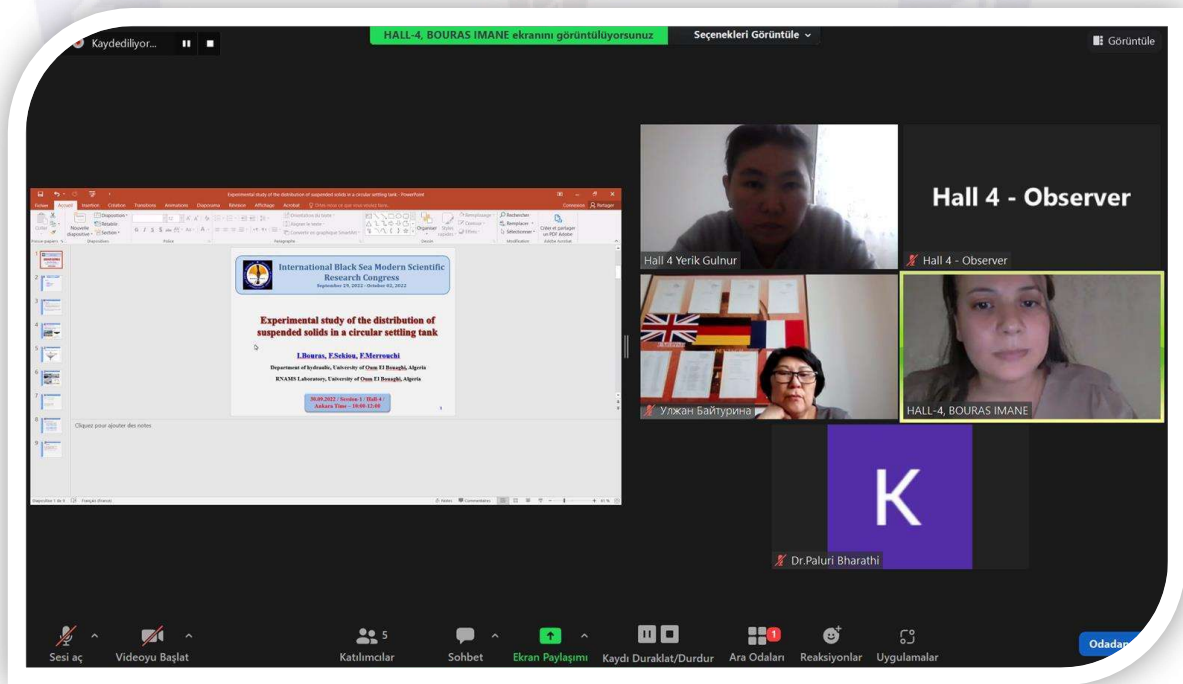 Kaydediliyor...
HALL-4, BOURAS IMANE ekranını görüntülüyorsunuz
Seçenekleri Görüntüle
Görüntüle
Experimental study of the distribution of suspended solids in a circular settling tank - PowerPoint
International Black Sea Modern Scientific
Research Congress
September 29, 2022 - October 02, 2022
Experimental study of the distribution of
suspended solids in a circular settling tank
I.Bouras, F.Sekiou, F.Merrouchi
Department of hydraulic, University of Oum El Bouaghi, Algeria
RNAMS Laboratory, University of Oum El Bouaghi, Algeria
30.09.2022 / Session-1 / Hall-4 /
Ankara Time – 10:00-12:00
1
Cliquez pour ajouter des notes
Hall 4 Yerik Gulnur
Hall 4 - Observer
Hall 4 - Observer
Улжан Байтурина
HALL-4, BOURAS IMANE
K
Dr.Paluri Bharathi
Sesi aç
Videoyu Başlat
5
Katılımcılar
Sohbet
Ekran Paylaşımı
Kaydı Duraklat/Durdur
1
Ara Odaları
Reaksiyonlar
Uygulamalar